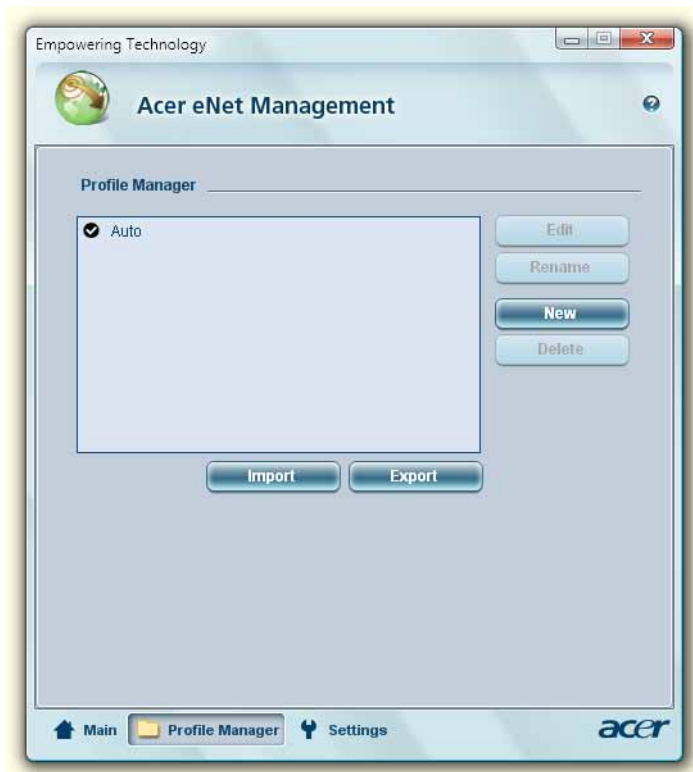 Empowering Technology
Acer eNet Management
Profile Manager
Auto
Edit
Rename
New
Delete
Import Export
Main Profile Manager Settings acer